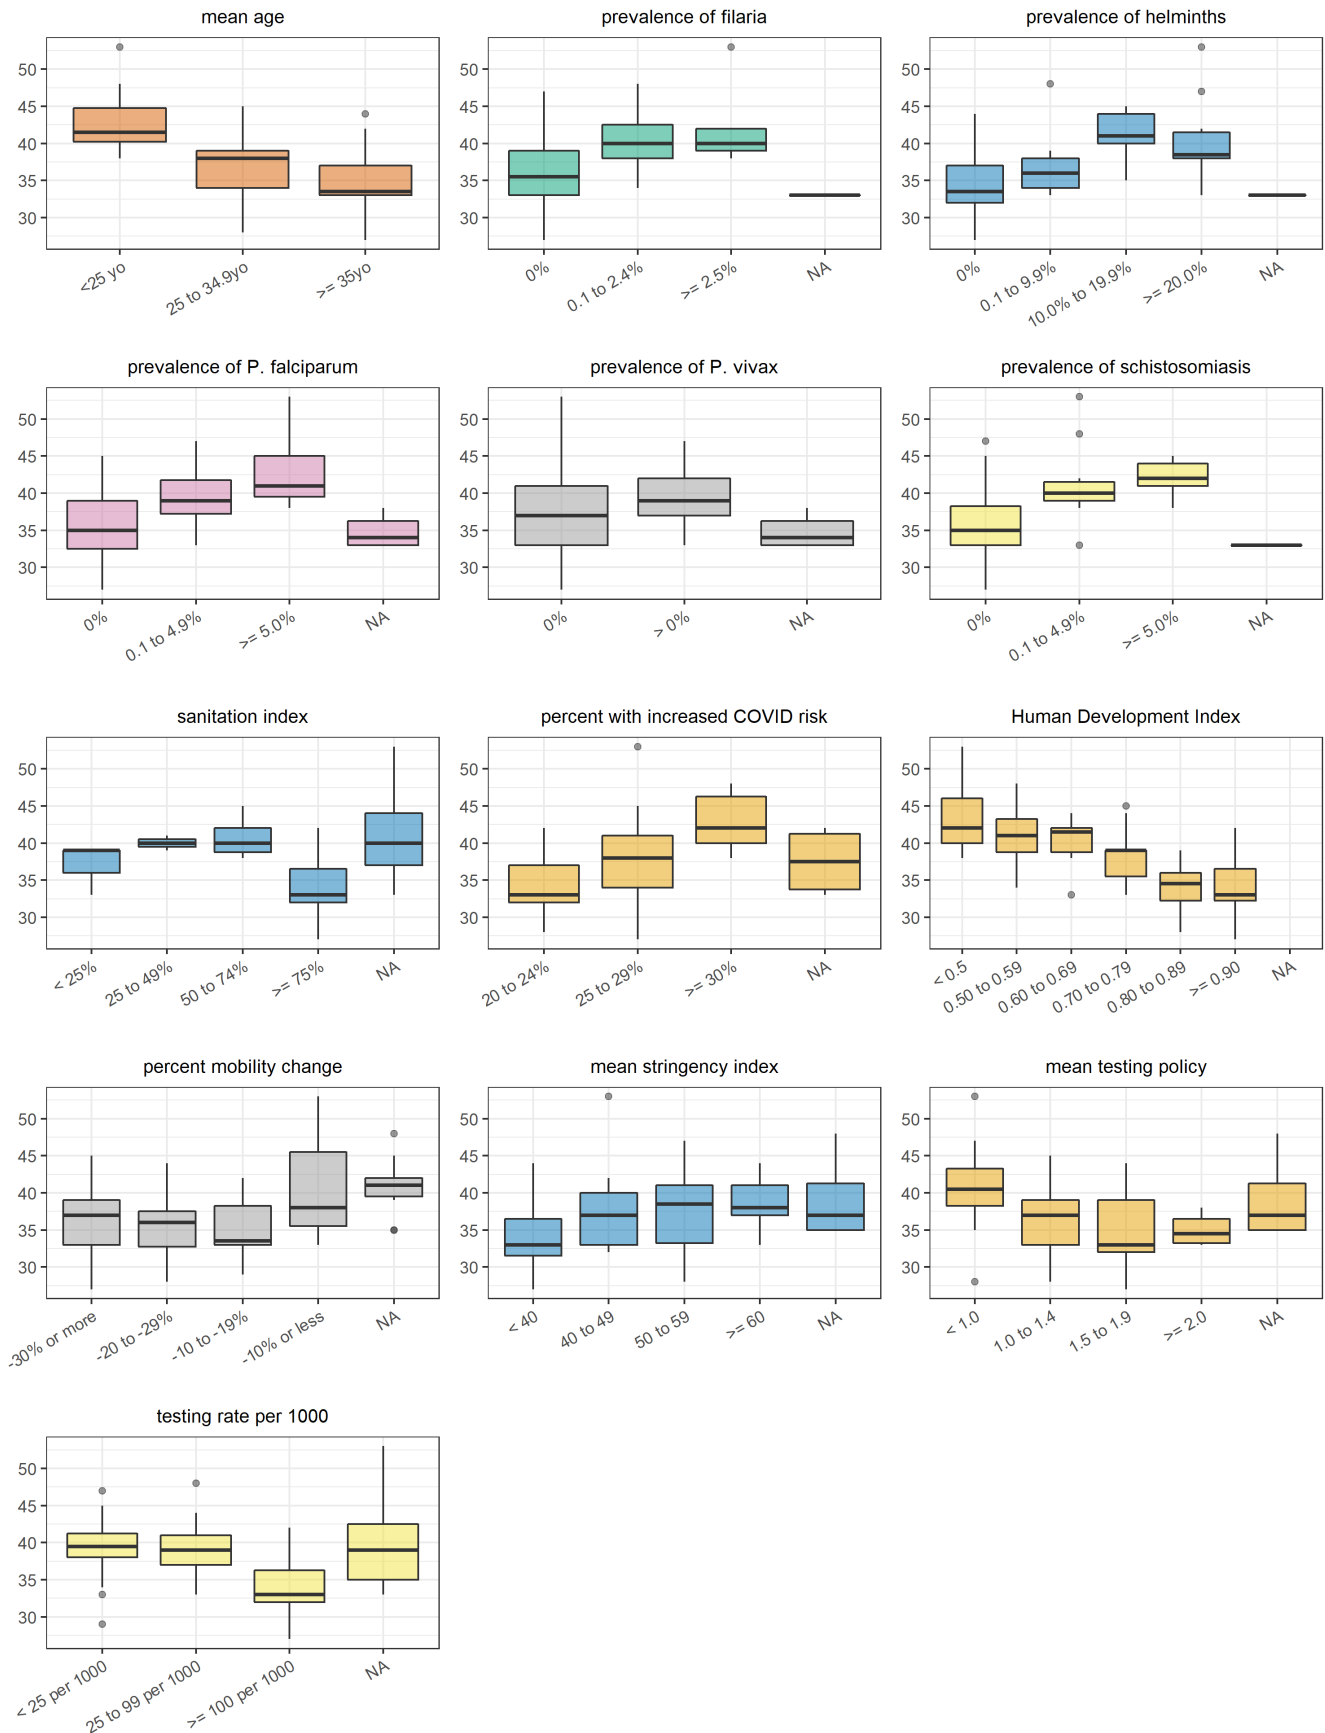 mean age
prevalence of filaria
prevalence of helminths
50
45
40
35
30
<25 yo
25 to 34.9yo
>= 35yo
50
45
40
35
30
0%
0.1 to 2.4%
>= 2.5%
NA
50
45
40
35
30
0%
0.1 to 9.9%
10.0% to 19.9%
>= 20.0%
NA
prevalence of P. falciparum
prevalence of P. vivax
prevalence of schistosomiasis
50
45
40
35
30
0%
0.1 to 4.9%
>= 5.0%
NA
50
45
40
35
30
0%
> 0%
NA
50
45
40
35
30
0%
0.1 to 4.9%
>= 5.0%
NA
sanitation index
percent with increased COVID risk
Human Development Index
50
45
40
35
30
< 25%
25 to 49%
50 to 74%
>= 75%
NA
50
45
40
35
30
20 to 24%
25 to 29%
>= 30%
NA
50
45
40
35
30
< 0.5
0.50 to 0.59
0.60 to 0.69
0.70 to 0.79
0.80 to 0.89
>= 0.90
NA
percent mobility change
mean stringency index
mean testing policy
50
45
40
35
30
-30% or more
-20 to -29%
-10 to -19%
-10% or less
NA
50
45
40
35
30
< 40
40 to 49
50 to 59
>= 60
NA
50
45
40
35
30
< 1.0
1.0 to 1.4
1.5 to 1.9
>= 2.0
NA
testing rate per 1000
50
45
40
35
30
< 25 per 1000
25 to 99 per 1000
>= 100 per 1000
NA